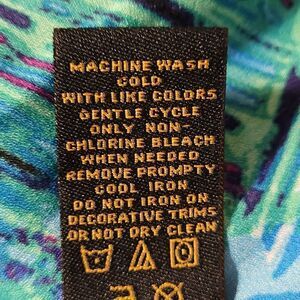 MACHINE WASH
COLD
WITH LIKE COLORS
GENTLE CYCLE
ONLY NON-
CHLORINE BLEACH
WHEN NEEDED
REMOVE PROMPTY
COOL IRON
DO NOT IRON ON
DECORATIVE TRIMS
OR NOT DRY CLEAN